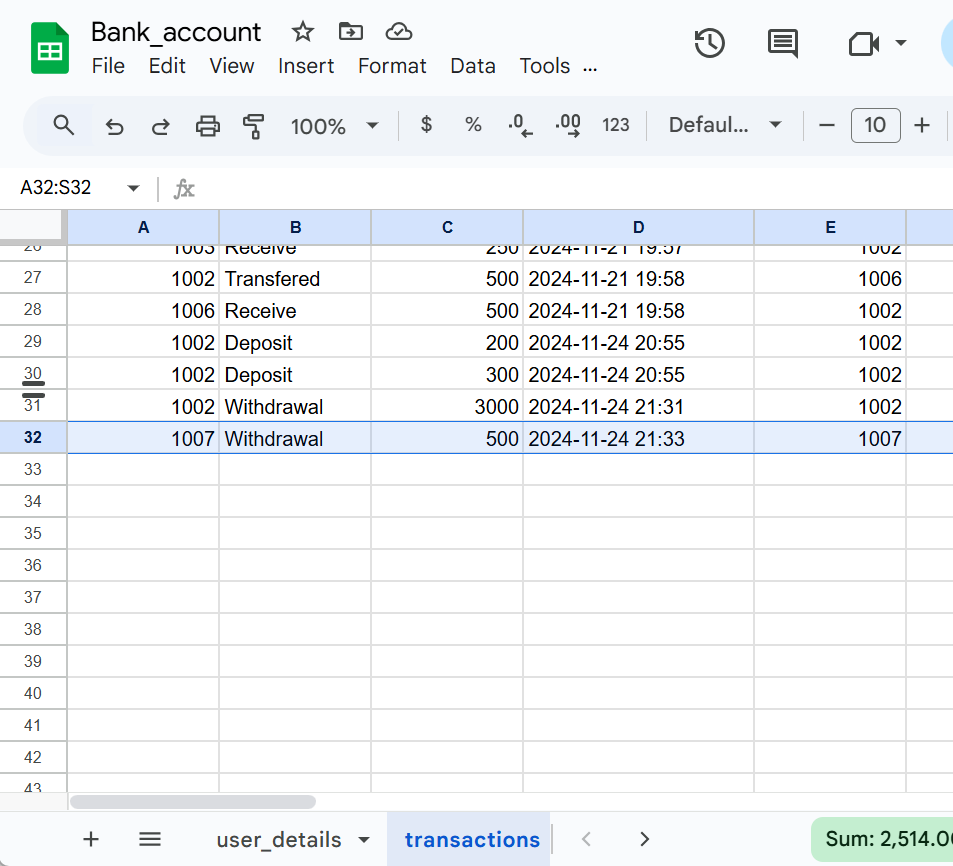 Bank_account
File Edit View Insert Format Data Tools ...
100% $ % .0 .00 123 Defaul... 10
A32:S32 fx
A B C D E
26 1003 Receive 250 2024-11-21 19:57 1002
27 1002 Transfered 500 2024-11-21 19:58 1006
28 1006 Receive 500 2024-11-21 19:58 1002
29 1002 Deposit 200 2024-11-24 20:55 1002
30 1002 Deposit 300 2024-11-24 20:55 1002
31 1002 Withdrawal 3000 2024-11-24 21:31 1002
32 1007 Withdrawal 500 2024-11-24 21:33 1007
33
34
35
36
37
38
39
40
41
42
43
user_details transactions Sum: 2,514.0